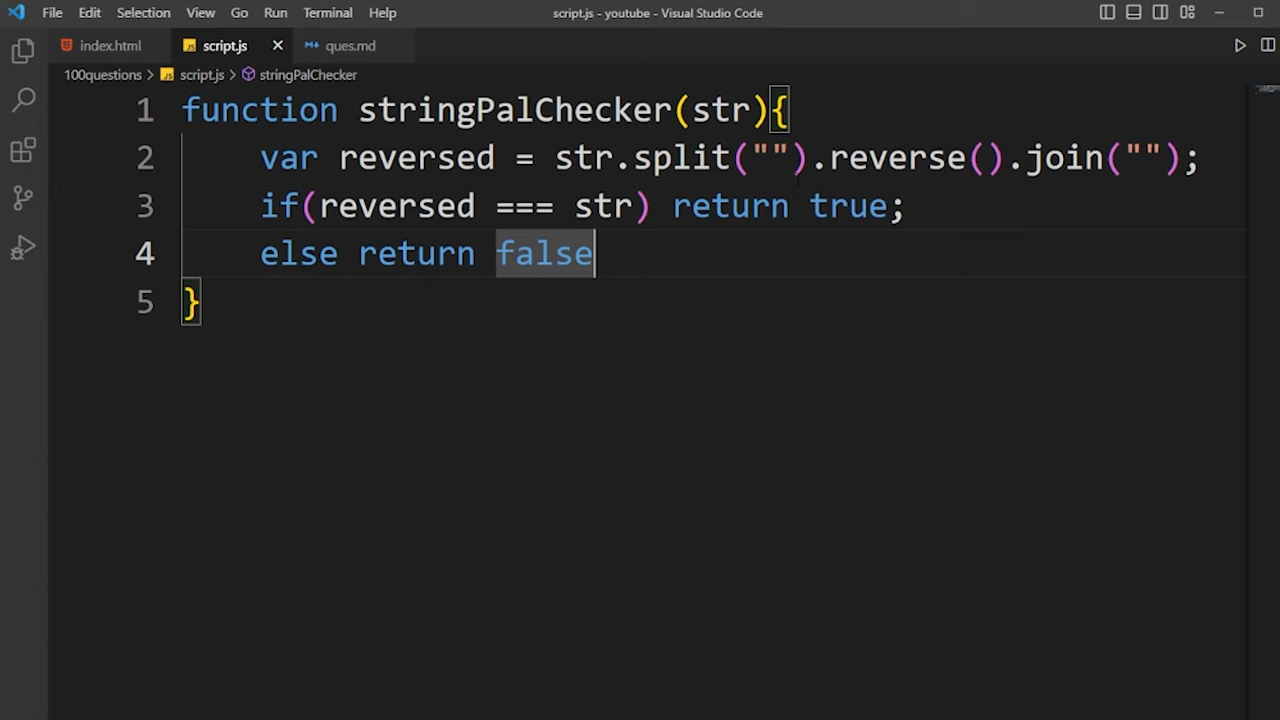 File Edit Selection View Go Run Terminal Help script.js - youtube - Visual Studio Code
index.html script.js ques.md
100questions > script.js > stringPalChecker
1 function stringPalChecker(str){
2 var reversed = str.split("").reverse().join("");
3 if(reversed === str) return true;
4 else return false
5 }